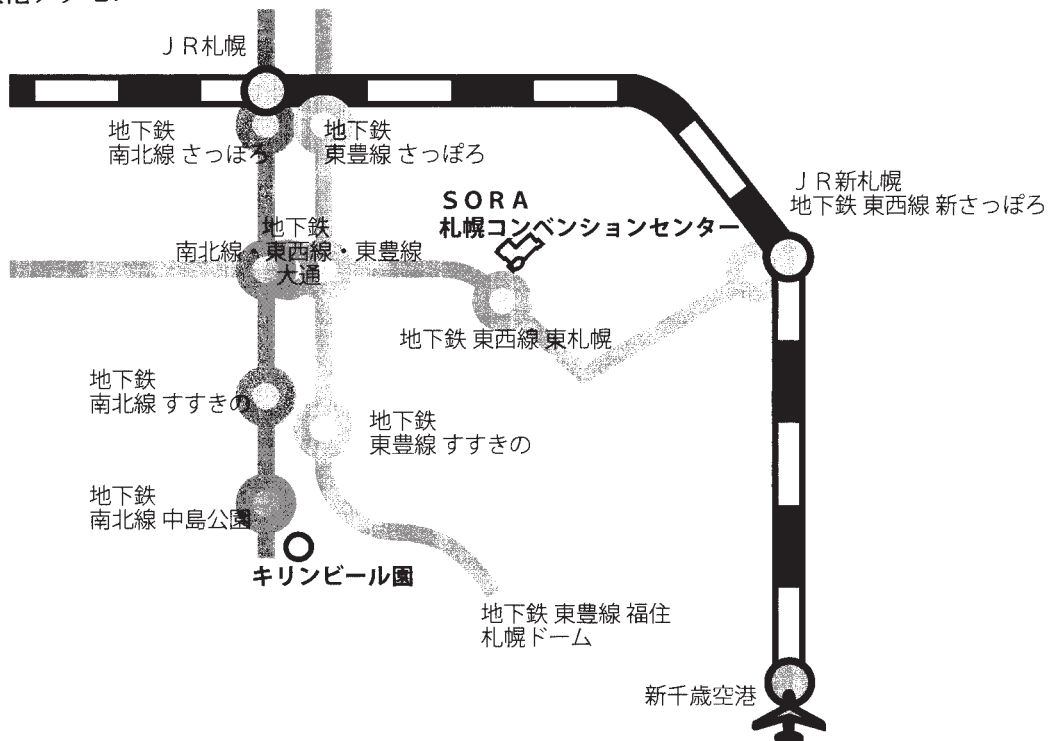 ＪＲ札幌
地下鉄
南北線 さっぽろ
地下鉄
東豊線 さっぽろ
ＪＲ新札幌
地下鉄 東西線 新さっぽろ
ＳＯＲＡ
札幌コンベンションセンター
地下鉄
南北線・東西線・東豊線
大通
地下鉄 東西線 東札幌
地下鉄
南北線 すすきの
地下鉄
東豊線 すすきの
地下鉄
南北線 中島公園
キリンビール園
地下鉄 東豊線 福住
札幌ドーム
新千歳空港